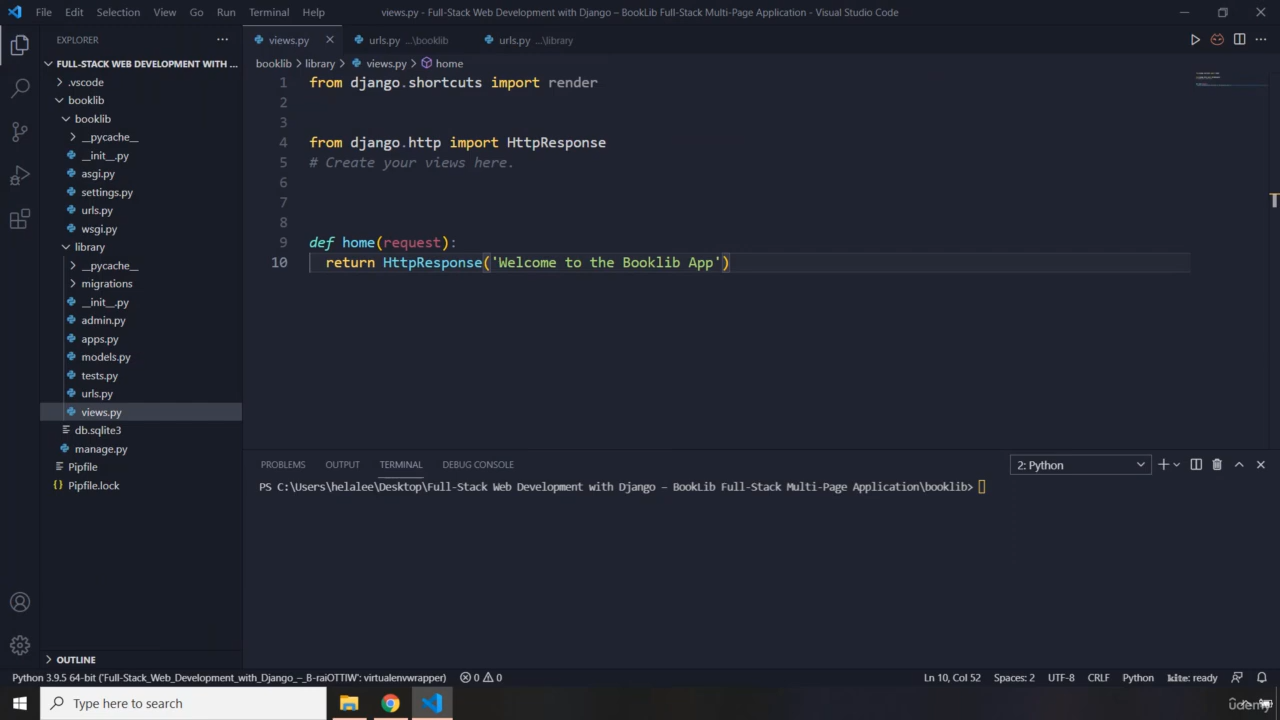 File Edit Selection View Go Run Terminal Help
views.py - Full-Stack Web Development with Django – BookLib Full-Stack Multi-Page Application - Visual Studio Code
EXPLORER
FULL-STACK WEB DEVELOPMENT WITH ...
.vscode
booklib
booklib
__pycache__
__init__.py
asgi.py
settings.py
urls.py
wsgi.py
library
__pycache__
migrations
__init__.py
admin.py
apps.py
models.py
tests.py
urls.py
views.py
db.sqlite3
manage.py
Pipfile
Pipfile.lock
OUTLINE
views.py
urls.py ...\booklib
urls.py ...\library
booklib > library > views.py > home
1 from django.shortcuts import render
2
3
4 from django.http import HttpResponse
5 # Create your views here.
6
7
8
9 def home(request):
10 return HttpResponse('Welcome to the Booklib App')
PROBLEMS OUTPUT TERMINAL DEBUG CONSOLE
2: Python
PS C:\Users\helalee\Desktop\Full-Stack Web Development with Django – BookLib Full-Stack Multi-Page Application\booklib>
Python 3.9.5 64-bit ('Full_Stack_Web_Development_with_Django_–_B-raiOTTIW': virtualenvwrapper) 0 0
Ln 10, Col 52 Spaces: 2 UTF-8 CRLF Python kite: ready
Type here to search
udemy